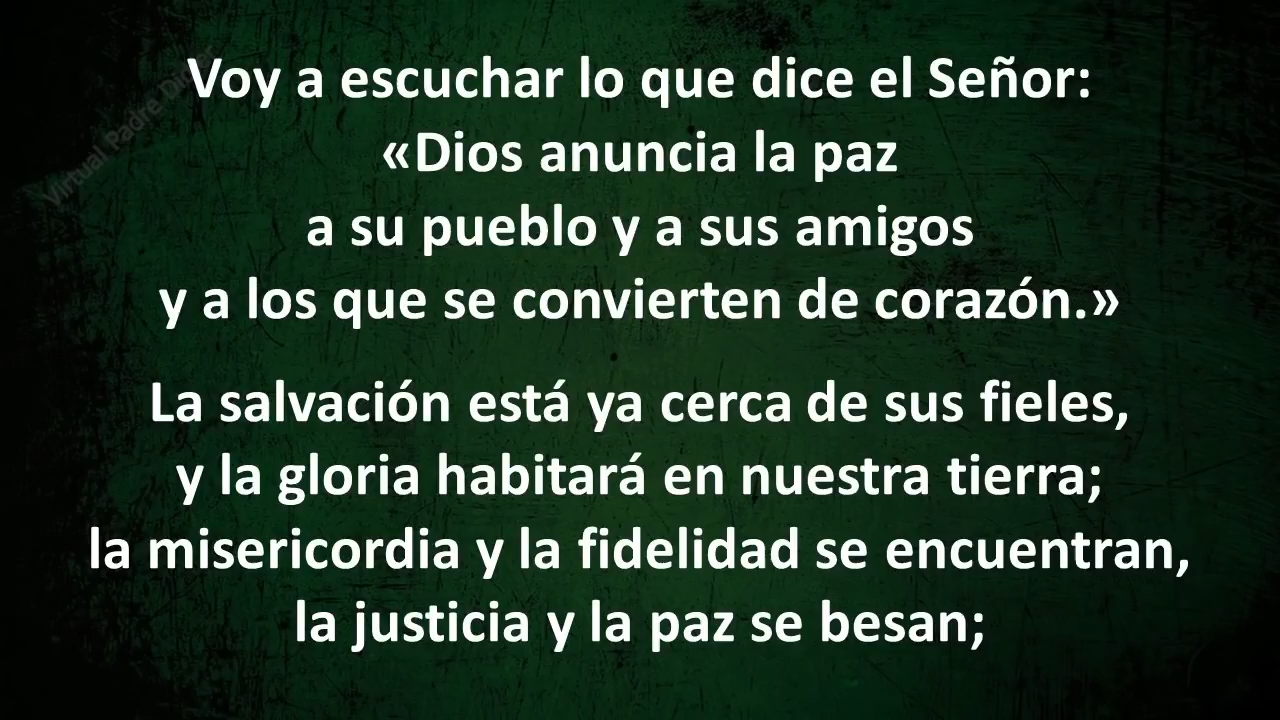 Voy a escuchar lo que dice el Señor:
«Dios anuncia la paz
a su pueblo y a sus amigos
y a los que se convierten de corazón.»
La salvación está ya cerca de sus fieles,
y la gloria habitará en nuestra tierra;
la misericordia y la fidelidad se encuentran,
la justicia y la paz se besan;
Virtual Padre